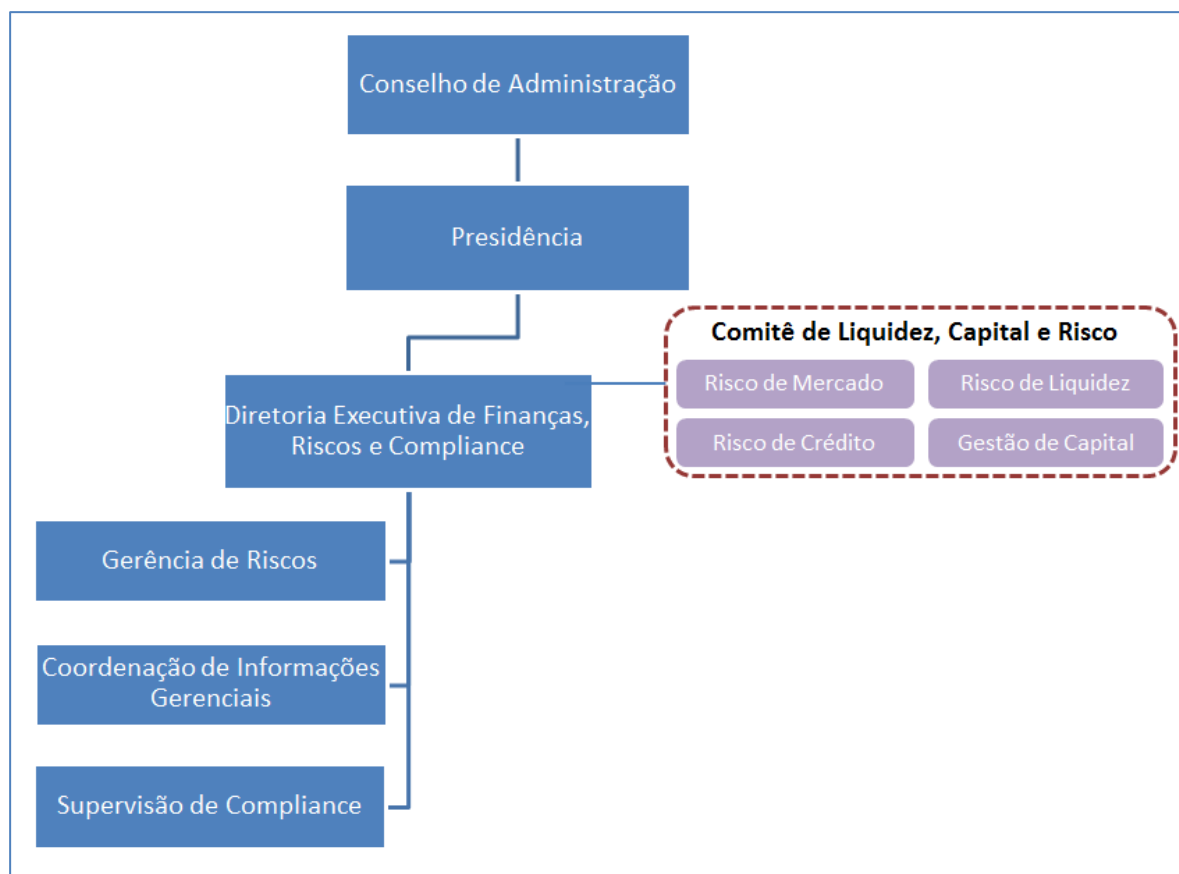 Conselho de Administração
Presidência
Comitê de Liquidez, Capital e Risco
Risco de Mercado
Risco de Liquidez
Risco de Crédito
Gestão de Capital
Diretoria Executiva de Finanças,
Riscos e Compliance
Gerência de Riscos
Coordenação de Informações
Gerenciais
Supervisão de Compliance